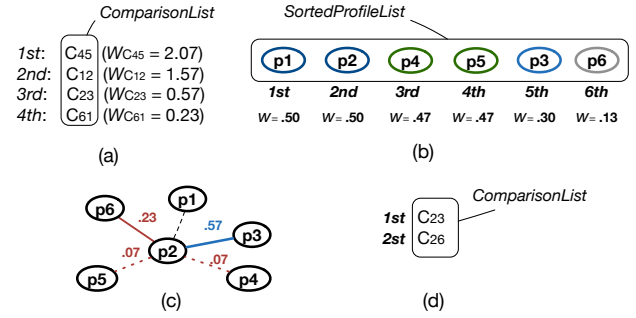 ComparisonList
1st: C45 (WC45 = 2.07)
2nd: C12 (WC12 = 1.57)
3rd: C23 (WC23 = 0.57)
4th: C61 (WC61 = 0.23)
(a)
SortedProfileList
p1 p2 p4 p5 p3 p6
1st 2nd 3rd 4th 5th 6th
W= .50 W= .50 W= .47 W= .47 W= .30 W= .13
(b)
p6 p1
.23 .57 p3
p2
.07 .07
p5 p4
(c)
ComparisonList
1st C23
2st C26
(d)